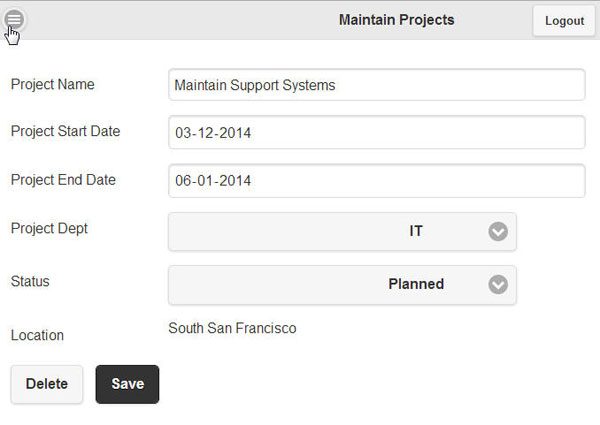 Maintain Projects Logout
Project Name Maintain Support Systems
Project Start Date 03-12-2014
Project End Date 06-01-2014
Project Dept IT
Status Planned
Location South San Francisco
Delete Save